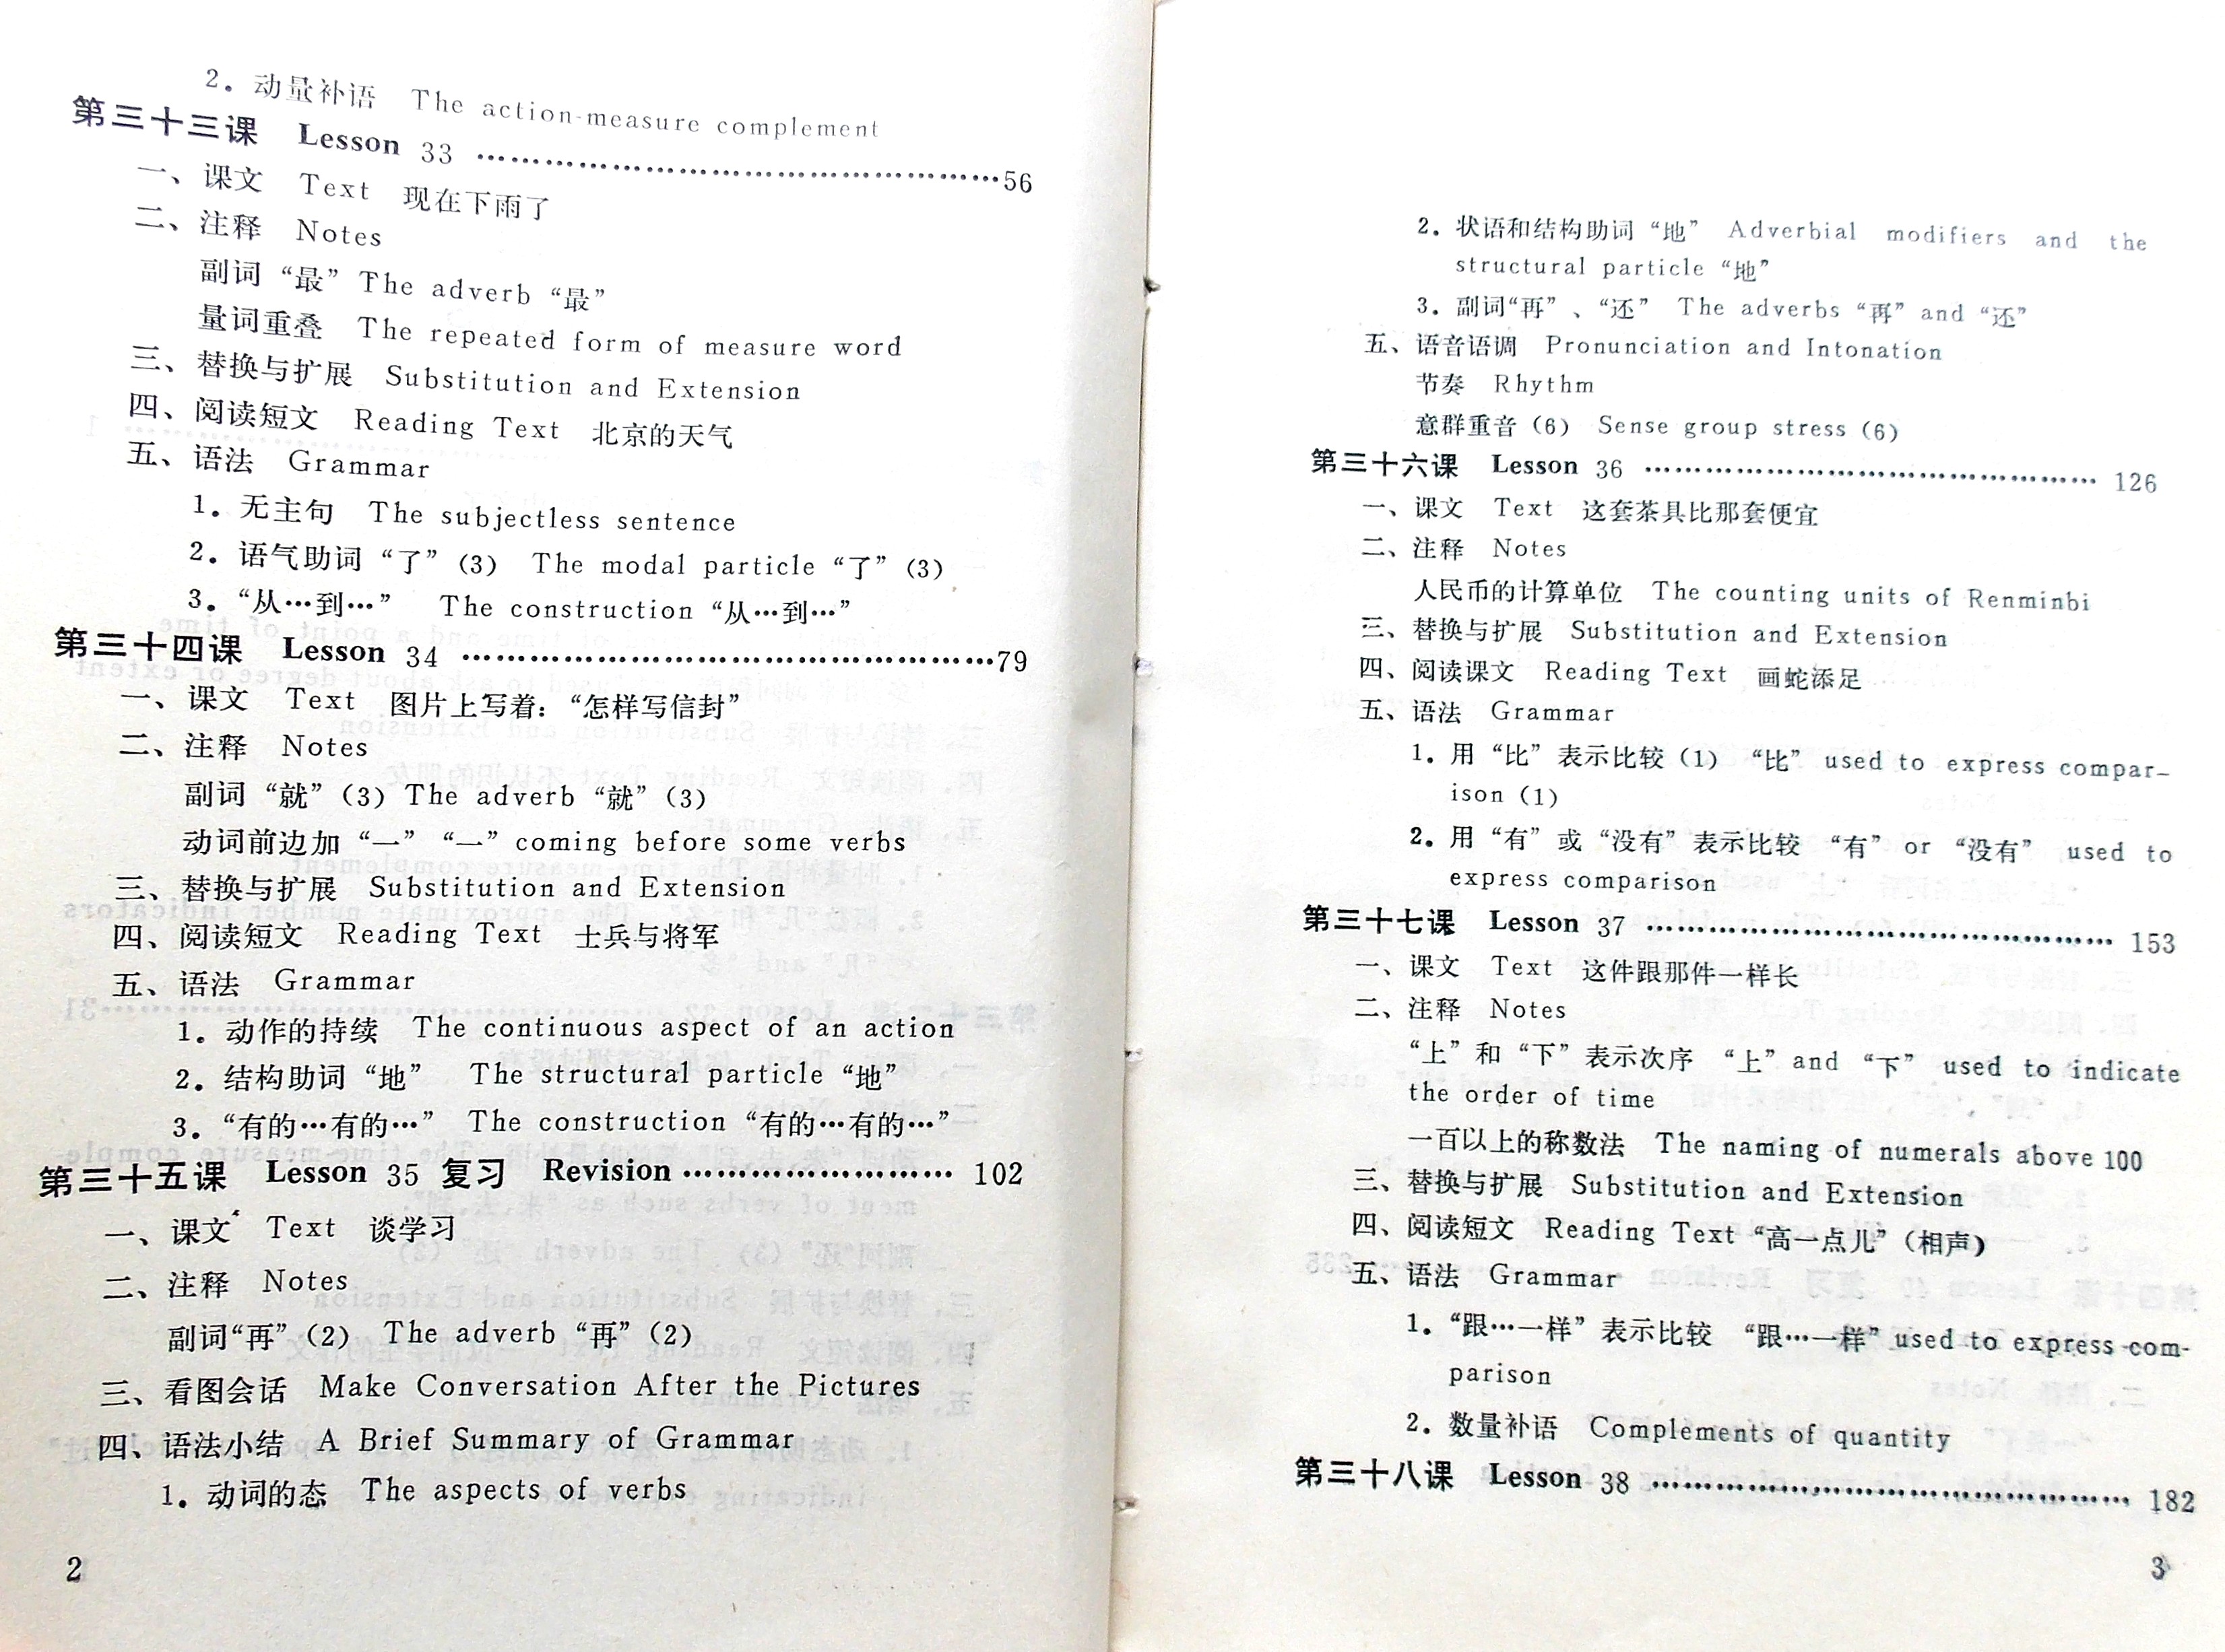 2. 动量补语 The action-measure complement
第三十三课 Lesson 33 ……………………………………56
一、课文 Text 现在下雨了
二、注释 Notes
副词“最” The adverb “最”
量词重叠 The repeated form of measure word
三、替换与扩展 Substitution and Extension
四、阅读短文 Reading Text 北京的天气
五、语法 Grammar
1. 无主句 The subjectless sentence
2. 语气助词“了”(3) The modal particle “了”(3)
3. “从…到…” The construction “从…到…”
第三十四课 Lesson 34 ……………………………………79
一、课文 Text 图片上写着：“怎样写信封”
二、注释 Notes
副词“就”(3) The adverb “就”(3)
动词前边加“一” “一” coming before some verbs
三、替换与扩展 Substitution and Extension
四、阅读短文 Reading Text 士兵与将军
五、语法 Grammar
1. 动作的持续 The continuous aspect of an action
2. 结构助词“地” The structural particle “地”
3. “有的…有的…” The construction “有的…有的…”
第三十五课 Lesson 35 复习 Revision …………………… 102
一、课文 Text 谈学习
二、注释 Notes
副词“再”(2) The adverb “再”(2)
三、看图会话 Make Conversation After the Pictures
四、语法小结 A Brief Summary of Grammar
1. 动词的态 The aspects of verbs
2
2. 状语和结构助词“地” Adverbial modifiers and the
structural particle “地”
3. 副词“再”、“还” The adverbs “再” and “还”
五、语音语调 Pronunciation and Intonation
节奏 Rhythm
意群重音(6) Sense group stress (6)
第三十六课 Lesson 36 …………………………………… 126
一、课文 Text 这套茶具比那套便宜
二、注释 Notes
人民币的计算单位 The counting units of Renminbi
三、替换与扩展 Substitution and Extension
四、阅读课文 Reading Text 画蛇添足
五、语法 Grammar
1. 用“比”表示比较(1) “比” used to express compar-
ison (1)
2. 用“有”或“没有”表示比较 “有” or “没有” used to
express comparison
第三十七课 Lesson 37 …………………………………… 153
一、课文 Text 这件跟那件一样长
二、注释 Notes
“上”和“下”表示次序 “上” and “下” used to indicate
the order of time
一百以上的称数法 The naming of numerals above 100
三、替换与扩展 Substitution and Extension
四、阅读短文 Reading Text “高一点儿”(相声)
五、语法 Grammar
1. “跟…一样”表示比较 “跟…一样” used to express com-
parison
2. 数量补语 Complements of quantity
第三十八课 Lesson 38 …………………………………… 182
3